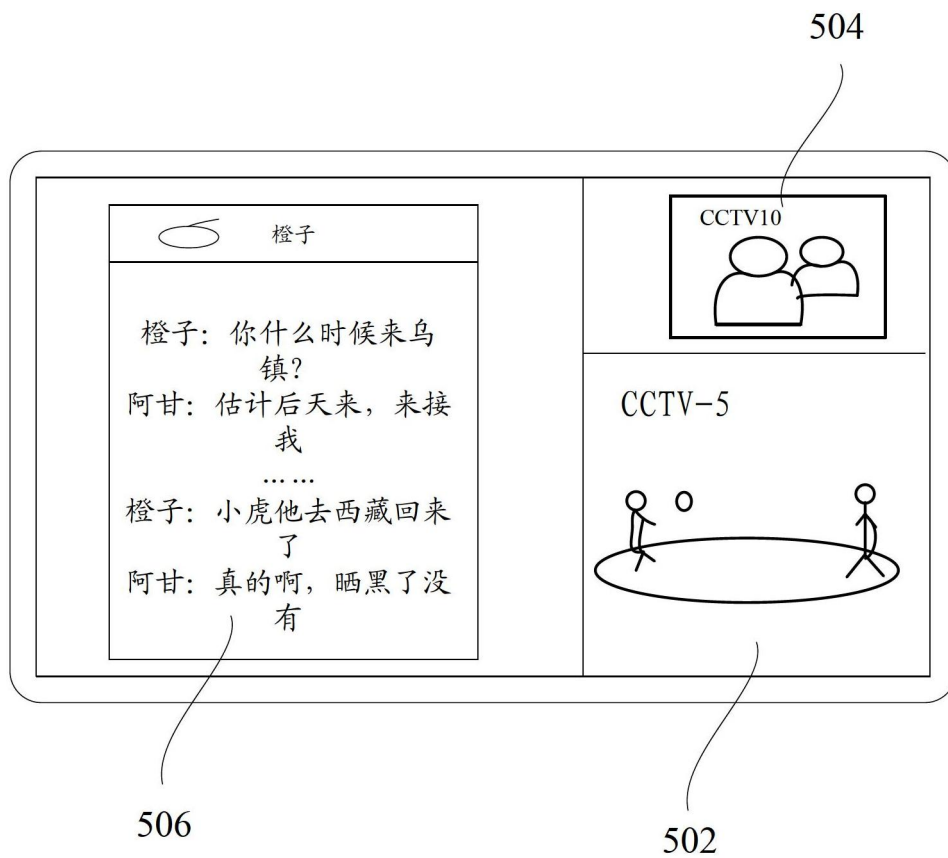 504
CCTV10
橙子
橙子：你什么时候来乌
镇？
阿甘：估计后天来，来接
我
……
橙子：小虎他去西藏回来
了
阿甘：真的啊，晒黑了没
有
CCTV-5
506
502